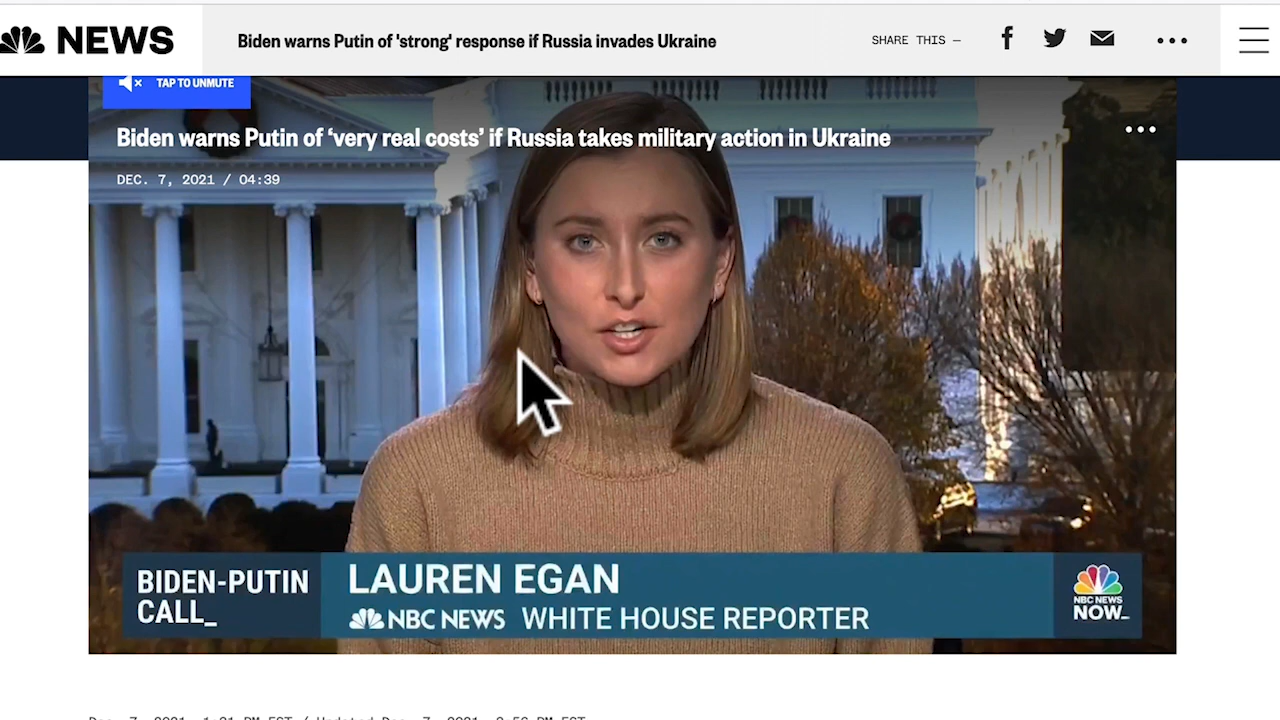 NEWS
Biden warns Putin of 'strong' response if Russia invades Ukraine
SHARE THIS —
TAP TO UNMUTE
Biden warns Putin of ‘very real costs’ if Russia takes military action in Ukraine
DEC. 7, 2021 / 04:39
BIDEN-PUTIN
CALL_
LAUREN EGAN
NBC NEWS WHITE HOUSE REPORTER
NBC NEWS
NOW_